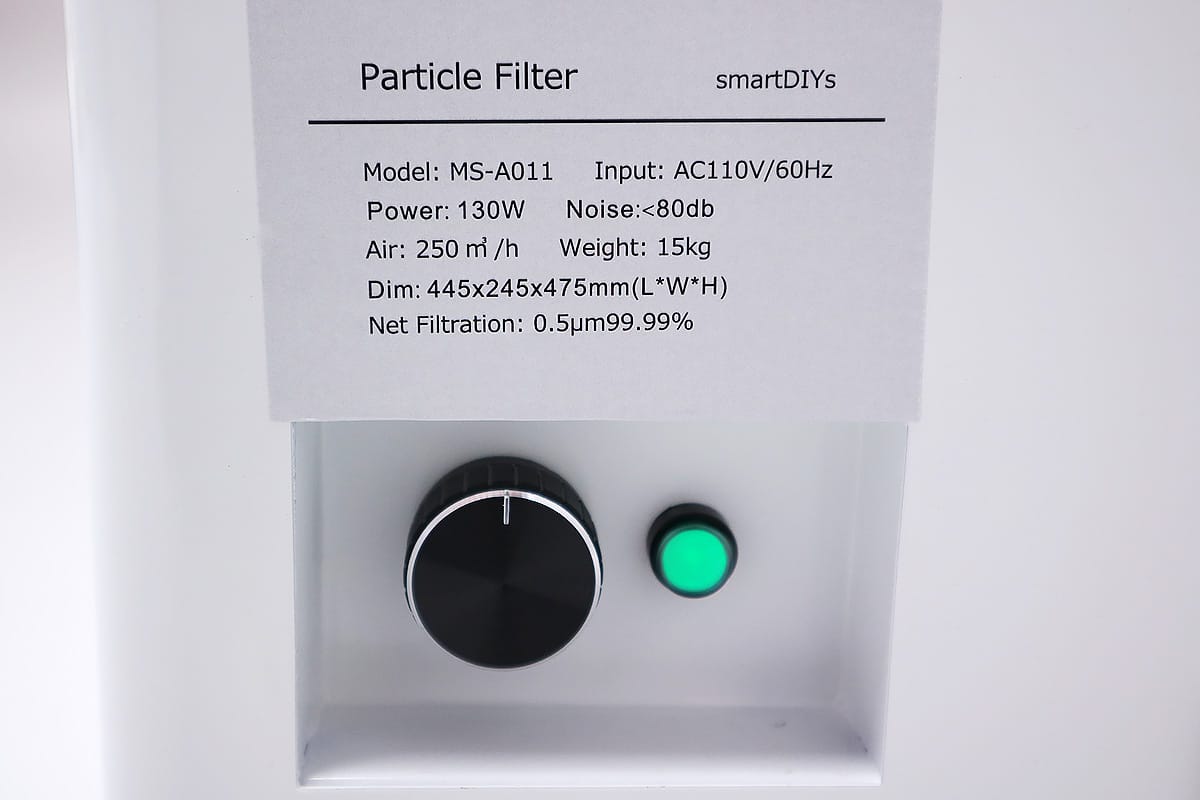 Particle Filter smartDIYs
Model: MS-A011 Input: AC110V/60Hz
Power: 130W Noise:<80db
Air: 250 ㎥ /h Weight: 15kg
Dim: 445x245x475mm(L*W*H)
Net Filtration: 0.5μm99.99%